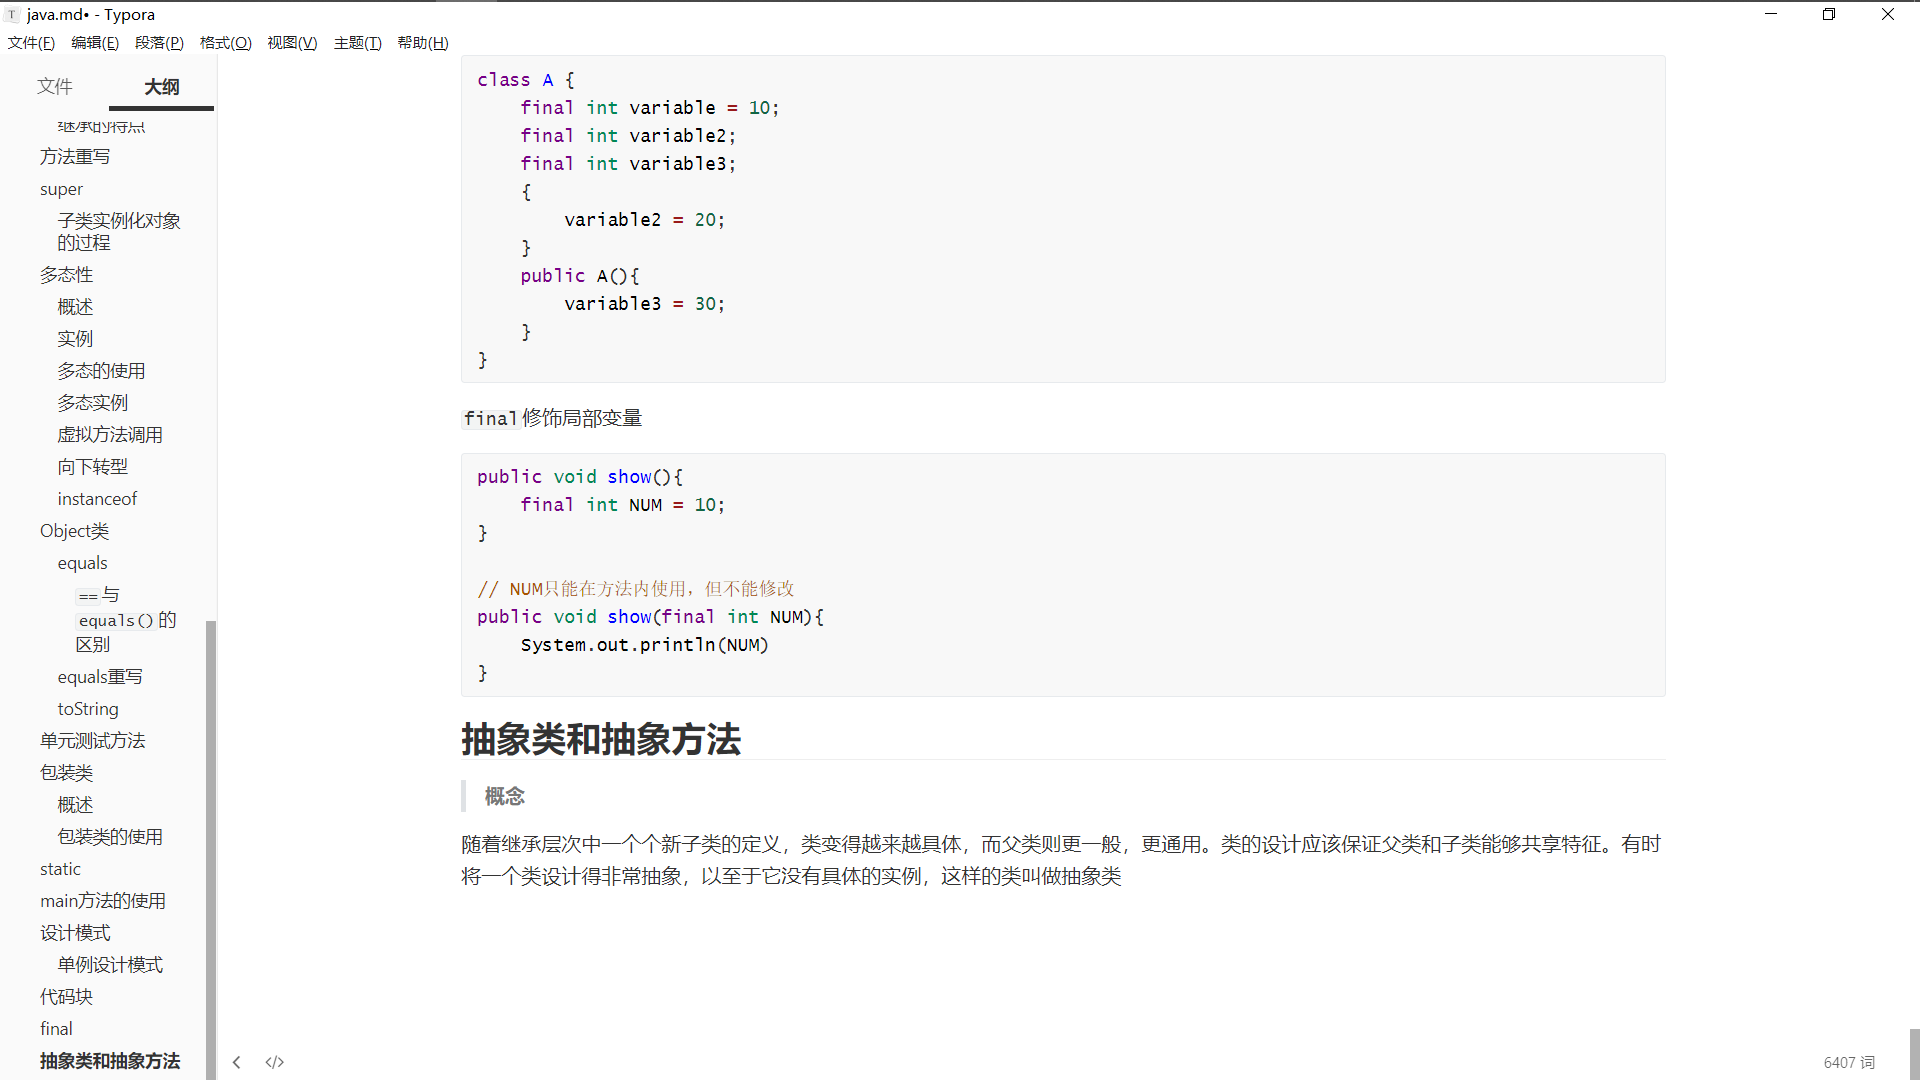 java.md• - Typora
文件(F) 编辑(E) 段落(P) 格式(O) 视图(V) 主题(T) 帮助(H)
文件 大纲
继承的特点
方法重写
super
子类实例化对象
的过程
多态性
概述
实例
多态的使用
多态实例
虚拟方法调用
向下转型
instanceof
Object类
equals
==与
equals()的
区别
equals重写
toString
单元测试方法
包装类
概述
包装类的使用
static
main方法的使用
设计模式
单例设计模式
代码块
final
抽象类和抽象方法
class A {
    final int variable = 10;
    final int variable2;
    final int variable3;
    {
        variable2 = 20;
    }
    public A(){
        variable3 = 30;
    }
}
final修饰局部变量
public void show(){
    final int NUM = 10;
}
// NUM只能在方法内使用，但不能修改
public void show(final int NUM){
    System.out.println(NUM)
}
抽象类和抽象方法
概念
随着继承层次中一个个新子类的定义，类变得越来越具体，而父类则更一般，更通用。类的设计应该保证父类和子类能够共享特征。有时
将一个类设计得非常抽象，以至于它没有具体的实例，这样的类叫做抽象类
</>
6407 词